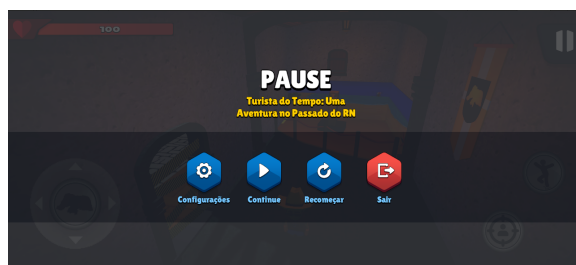 100
PAUSE
Turista do Tempo: Uma
Aventura no Passado do RN
Configurações
Continue
Recomeçar
Sair